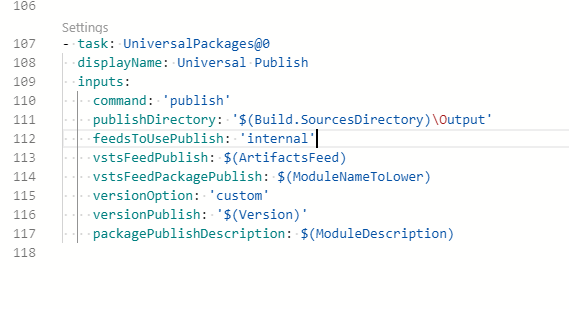 106
Settings
107 - task: UniversalPackages@0
108 displayName: Universal Publish
109 inputs:
110 command: 'publish'
111 publishDirectory: '$(Build.SourcesDirectory)\Output'
112 feedsToUsePublish: 'internal'
113 vstsFeedPublish: $(ArtifactsFeed)
114 vstsFeedPackagePublish: $(ModuleNameToLower)
115 versionOption: 'custom'
116 versionPublish: '$(Version)'
117 packagePublishDescription: $(ModuleDescription)
118